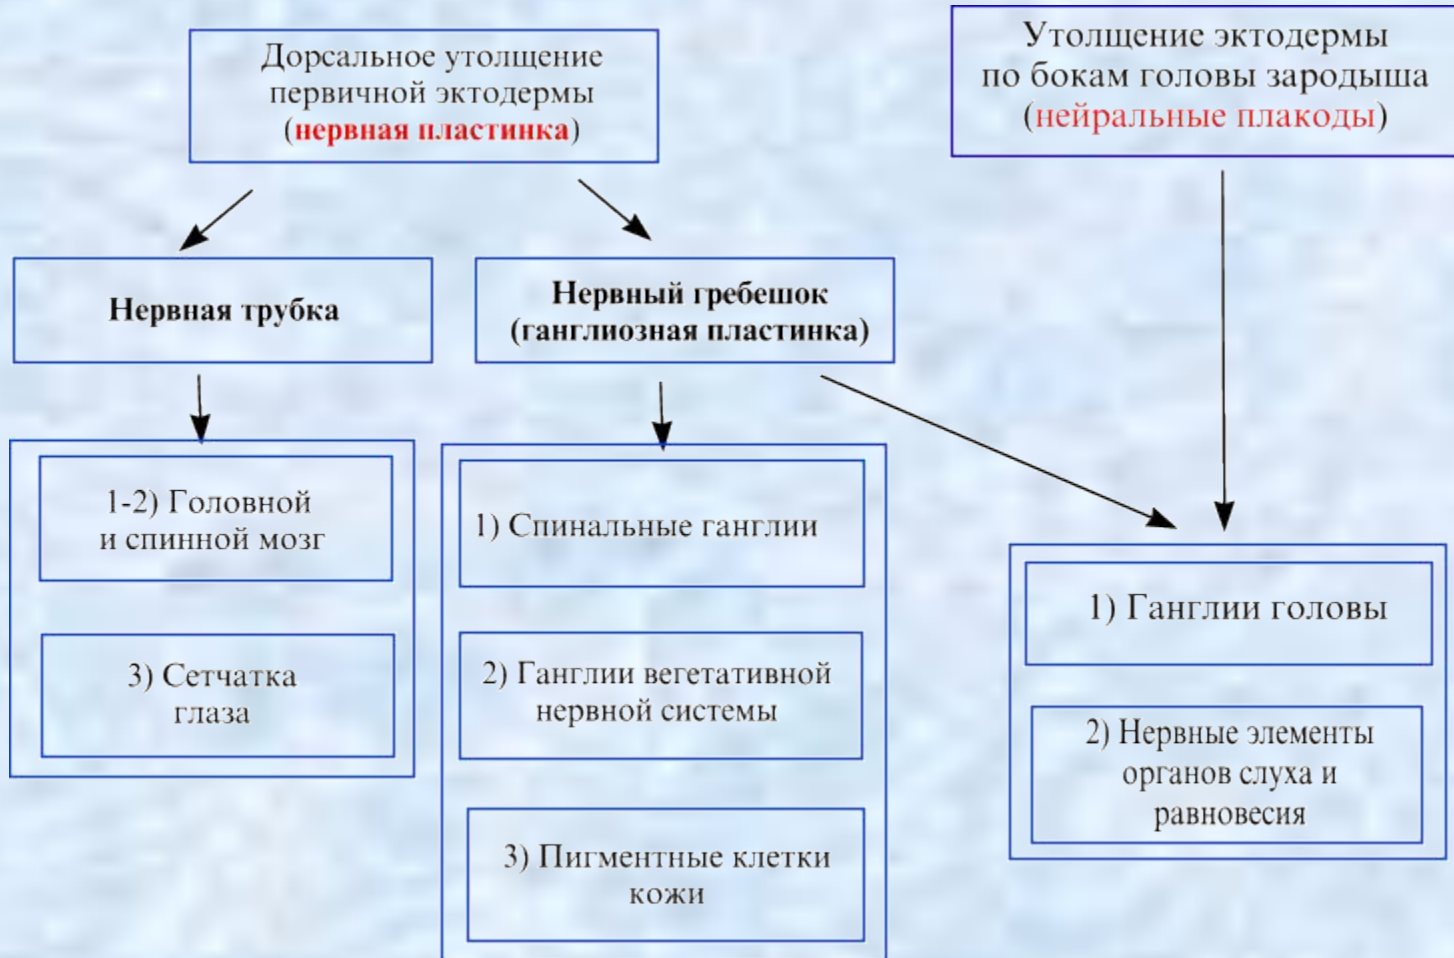 Дорсальное утолщение
первичной эктодермы
(нервная пластинка)
Утолщение эктодермы
по бокам головы зародыша
(нейральные плакоды)
Нервная трубка
Нервный гребешок
(ганглиозная пластинка)
1-2) Головной
и спинной мозг
3) Сетчатка
глаза
1) Спинальные ганглии
2) Ганглии вегетативной
нервной системы
3) Пигментные клетки
кожи
1) Ганглии головы
2) Нервные элементы
органов слуха и
равновесия